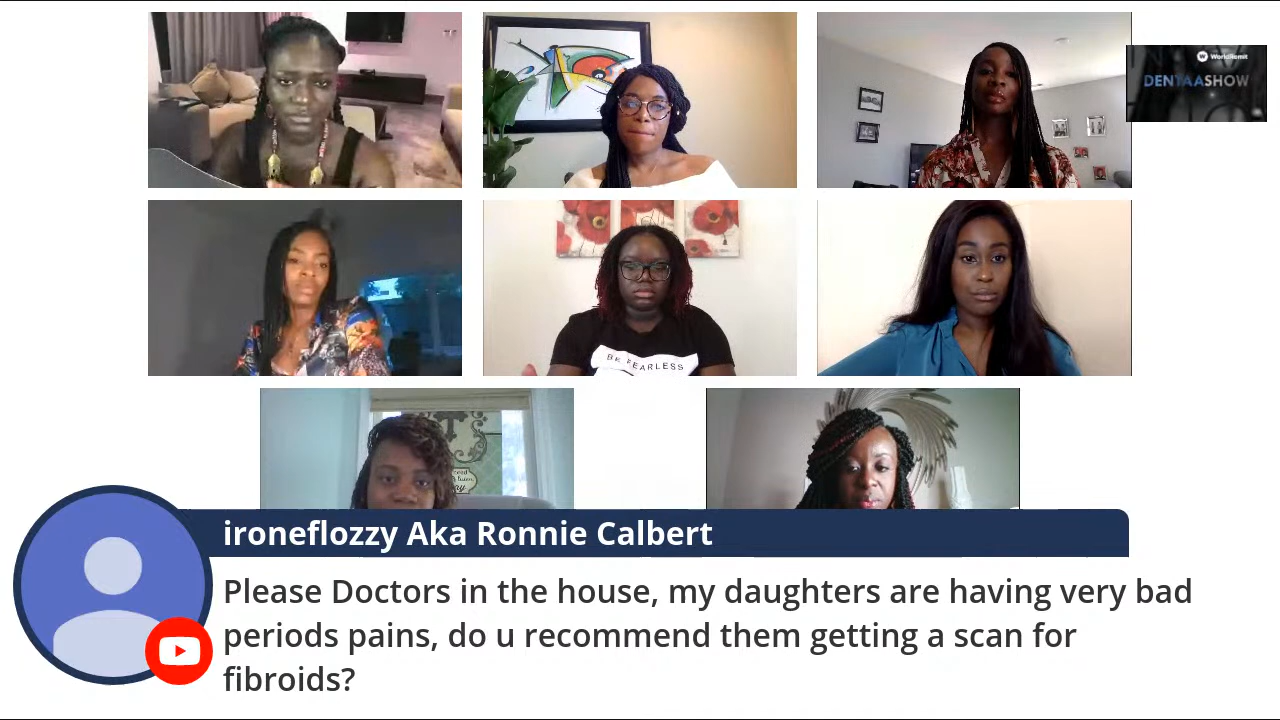 WorldRemit
DENTAASHOW
BE FEARLESS
ironeflozzy Aka Ronnie Calbert
Please Doctors in the house, my daughters are having very bad
periods pains, do u recommend them getting a scan for
fibroids?